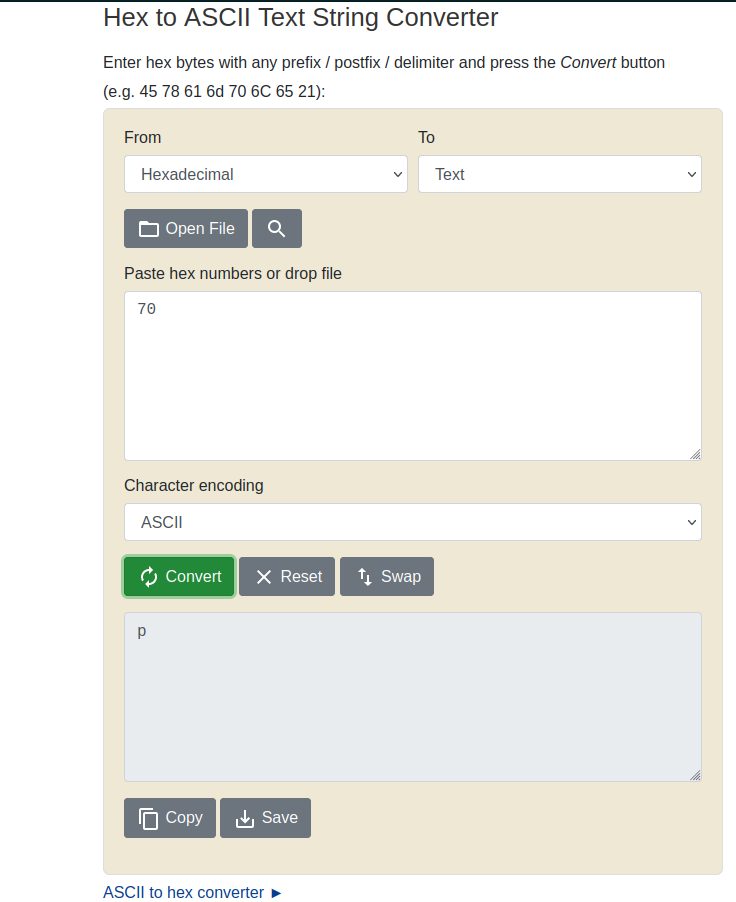 Hex to ASCII Text String Converter
Enter hex bytes with any prefix / postfix / delimiter and press the Convert button
(e.g. 45 78 61 6d 70 6C 65 21):
From To
Hexadecimal Text
Open File
Paste hex numbers or drop file
70
Character encoding
ASCII
Convert Reset Swap
p
Copy Save
ASCII to hex converter ►